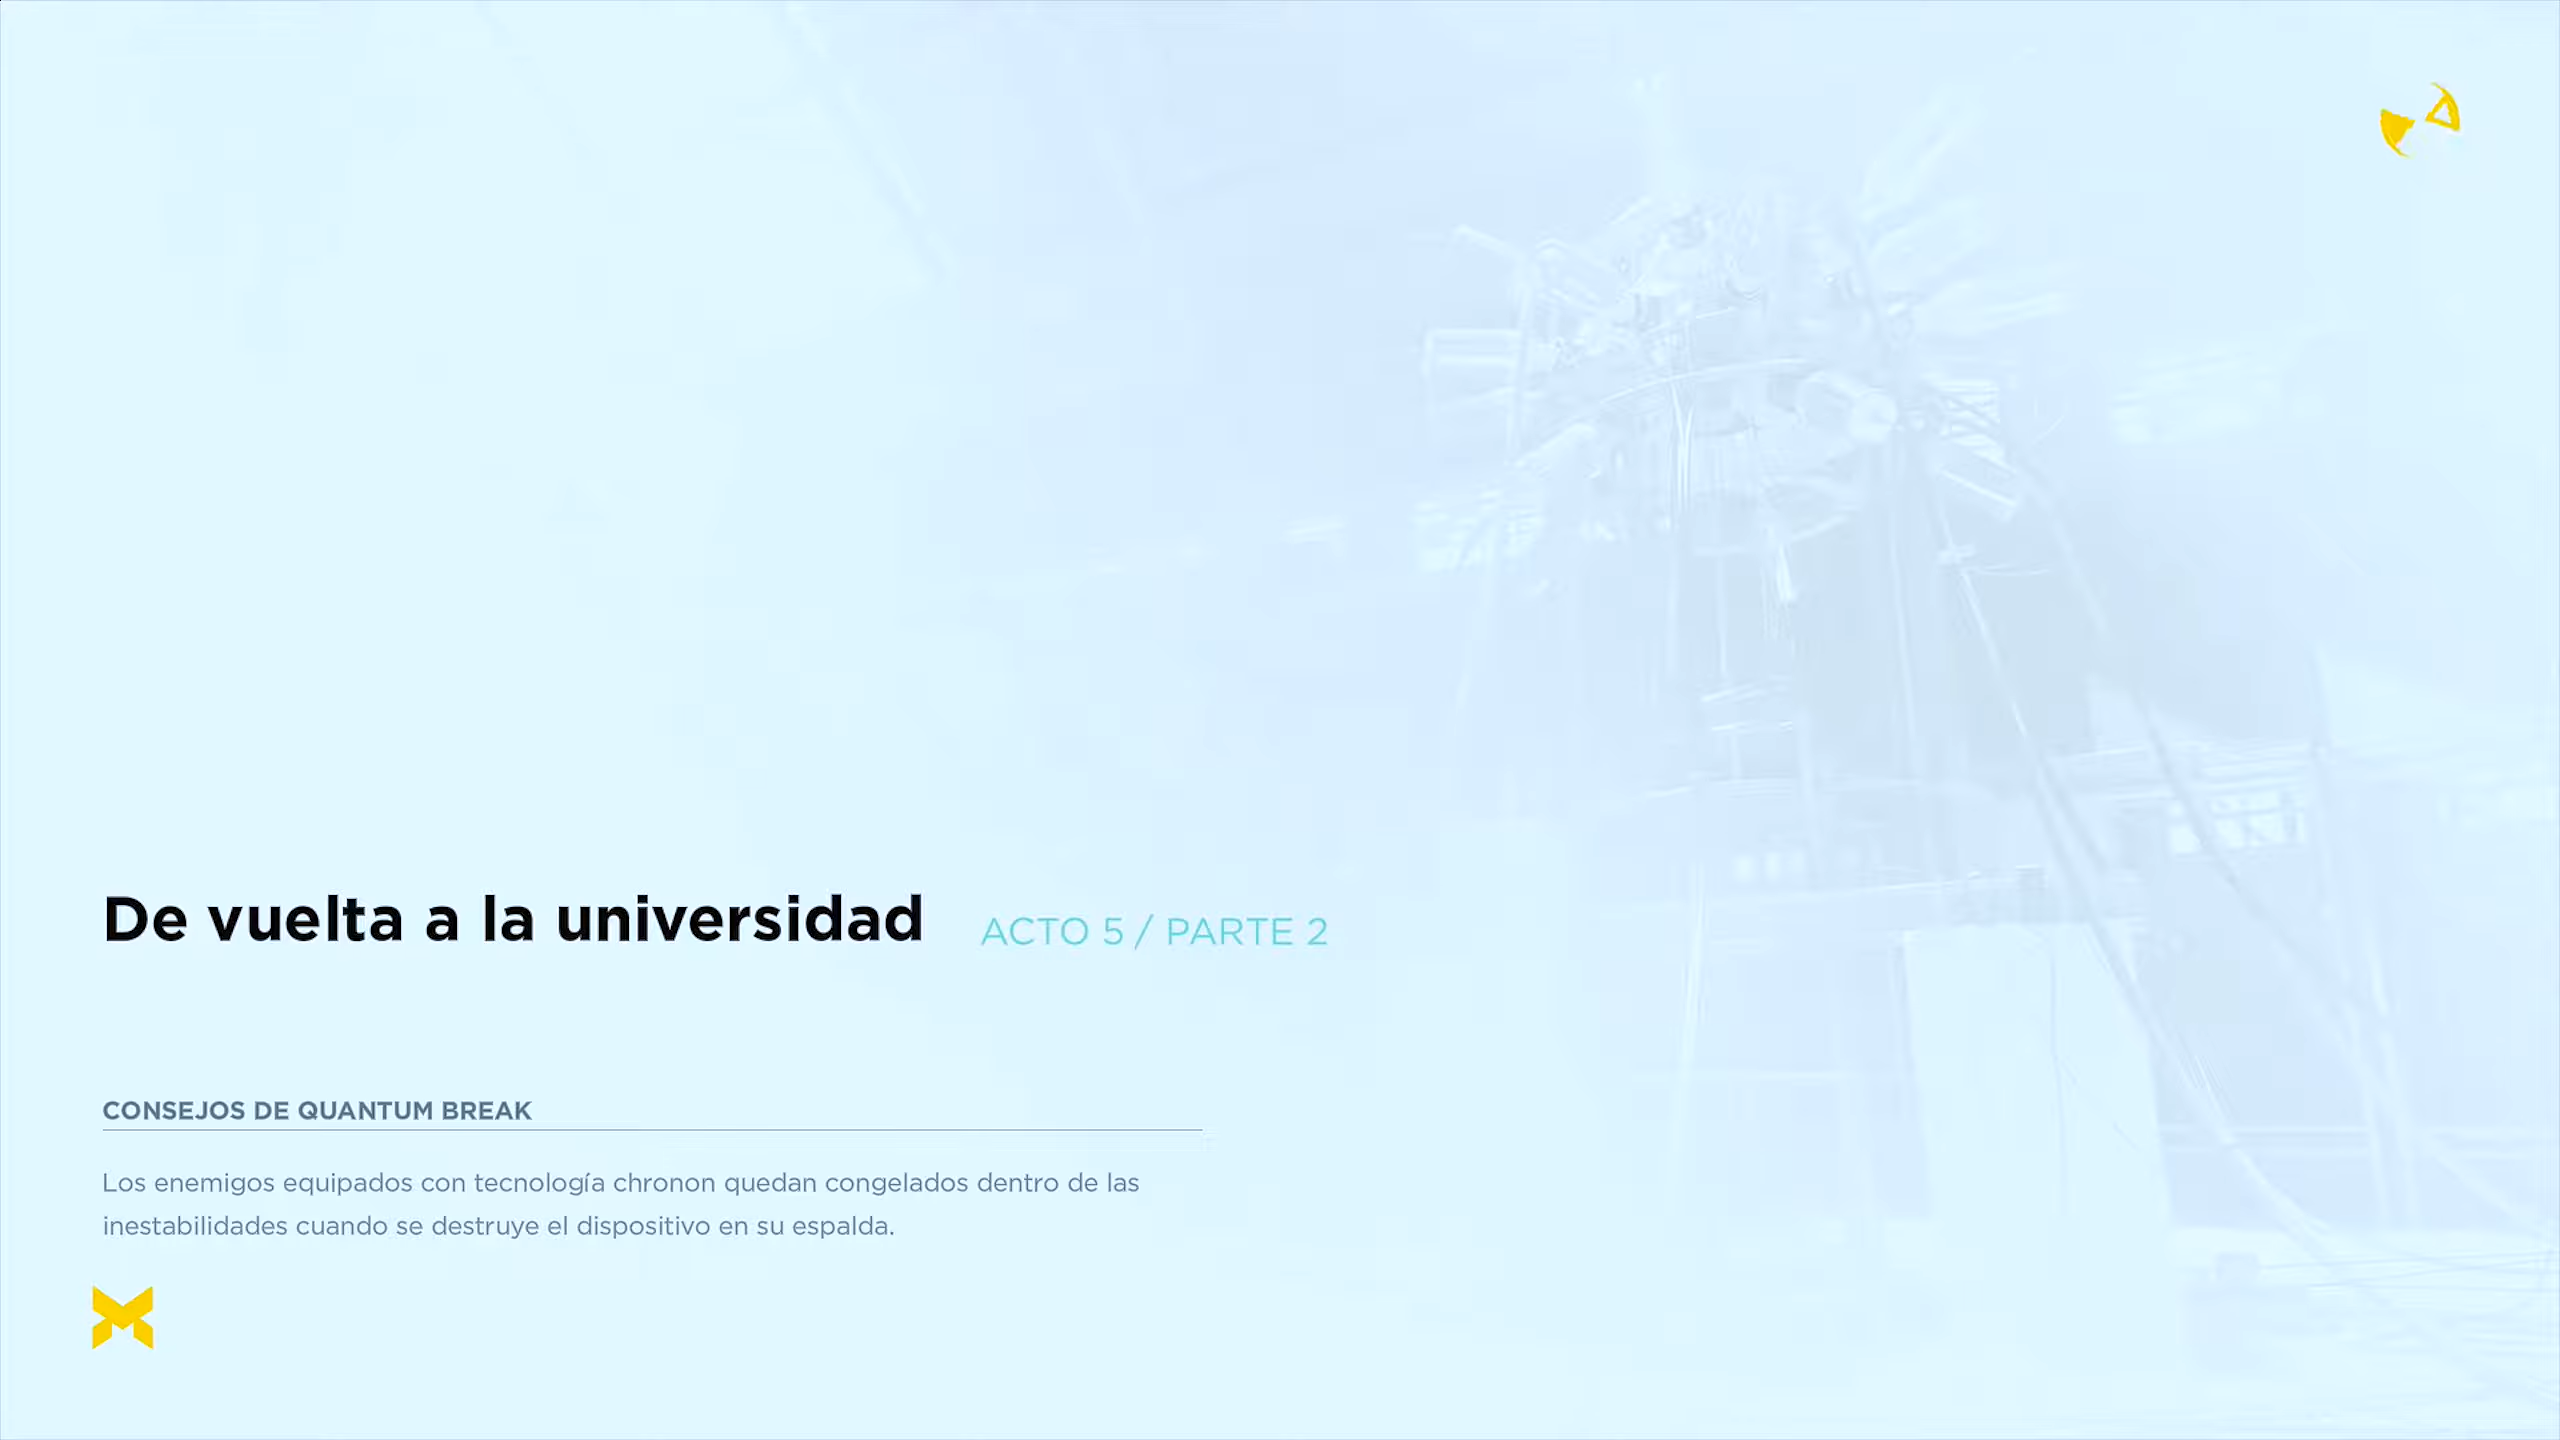 De vuelta a la universidad ACTO 5 / PARTE 2
CONSEJOS DE QUANTUM BREAK
Los enemigos equipados con tecnología chronon quedan congelados dentro de las
inestabilidades cuando se destruye el dispositivo en su espalda.